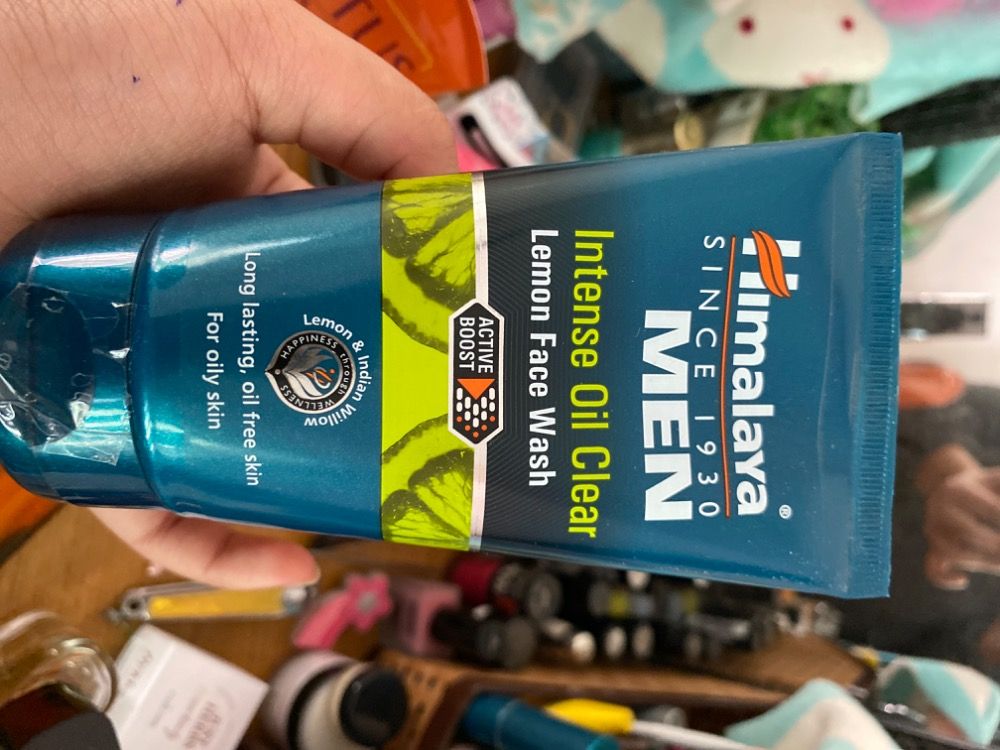 Himalaya®
SINCE 1930
MEN
Intense Oil Clear
Lemon Face Wash
ACTIVE
BOOST
Lemon & Indian Willow
HAPPINESS through WELLNESS
Long lasting, oil free skin
For oily skin